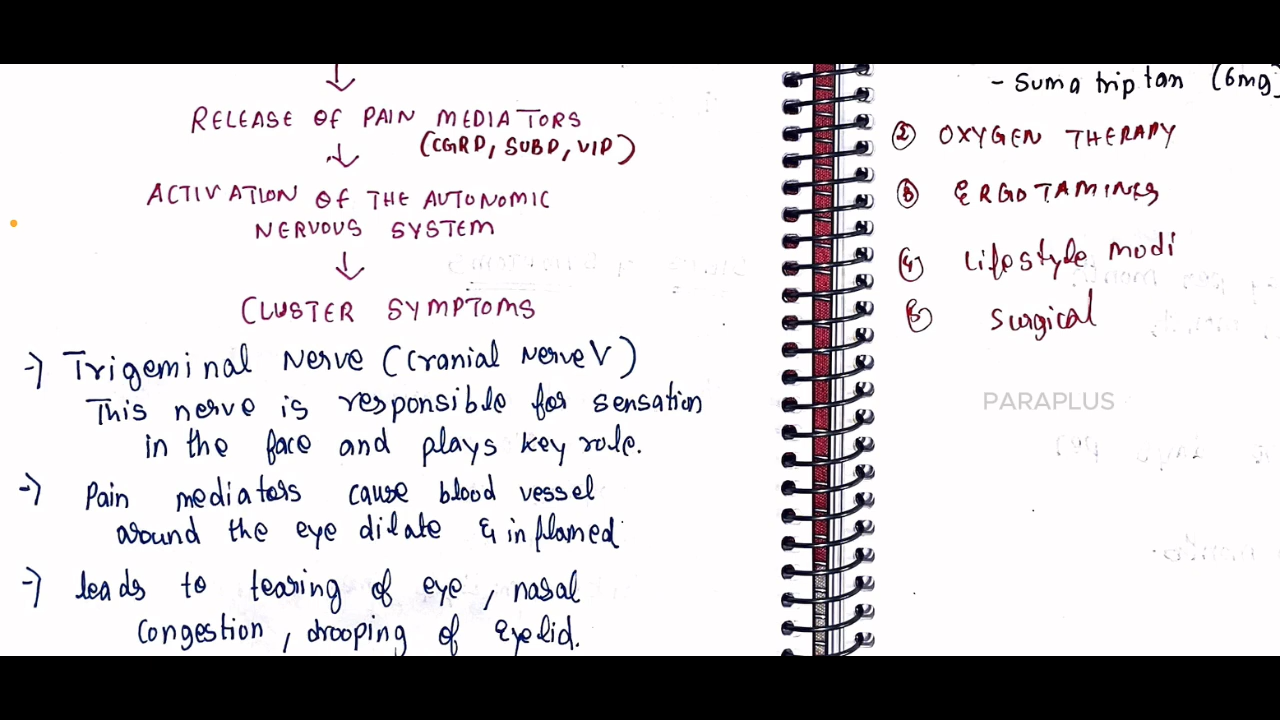 RELEASE OF PAIN MEDIATORS
(CGRP, SUBP, VIP)
ACTIVATION OF THE AUTONOMIC
NERVOUS SYSTEM
CLUSTER SYMPTOMS
→ Trigeminal Nerve (Cranial Nerve V)
This nerve is responsible for sensation
in the face and plays key role.
→ Pain mediators cause blood vessel
around the eye dilate & inflamed
→ leads to tearing of eye, nasal
congestion, drooping of eyelid.
- Sumatriptan (6mg)
② OXYGEN THERAPY
③ ERGOTAMINES
④ Lifestyle modi
⑤ Surgical
PARAPLUS